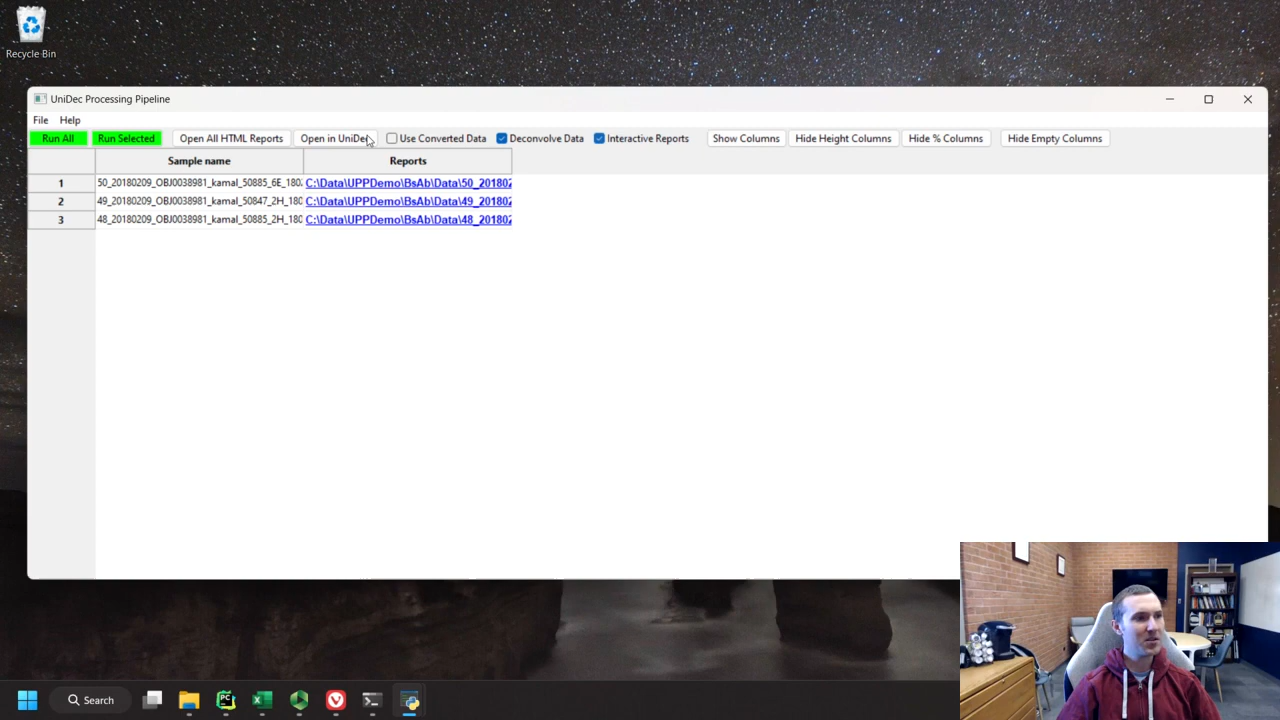 Recycle Bin
UniDec Processing Pipeline
File Help
Run All Run Selected Open All HTML Reports Open in UniDec Use Converted Data Deconvolve Data Interactive Reports Show Columns Hide Height Columns Hide % Columns Hide Empty Columns
Sample name Reports
1 50_20180209_OBJ0038981_kamal_50885_6E_180 C:\Data\UPPDemo\BsAb\Data\50_201802
2 49_20180209_OBJ0038981_kamal_50847_2H_180 C:\Data\UPPDemo\BsAb\Data\49_201802
3 48_20180209_OBJ0038981_kamal_50885_2H_180 C:\Data\UPPDemo\BsAb\Data\48_201802
Search